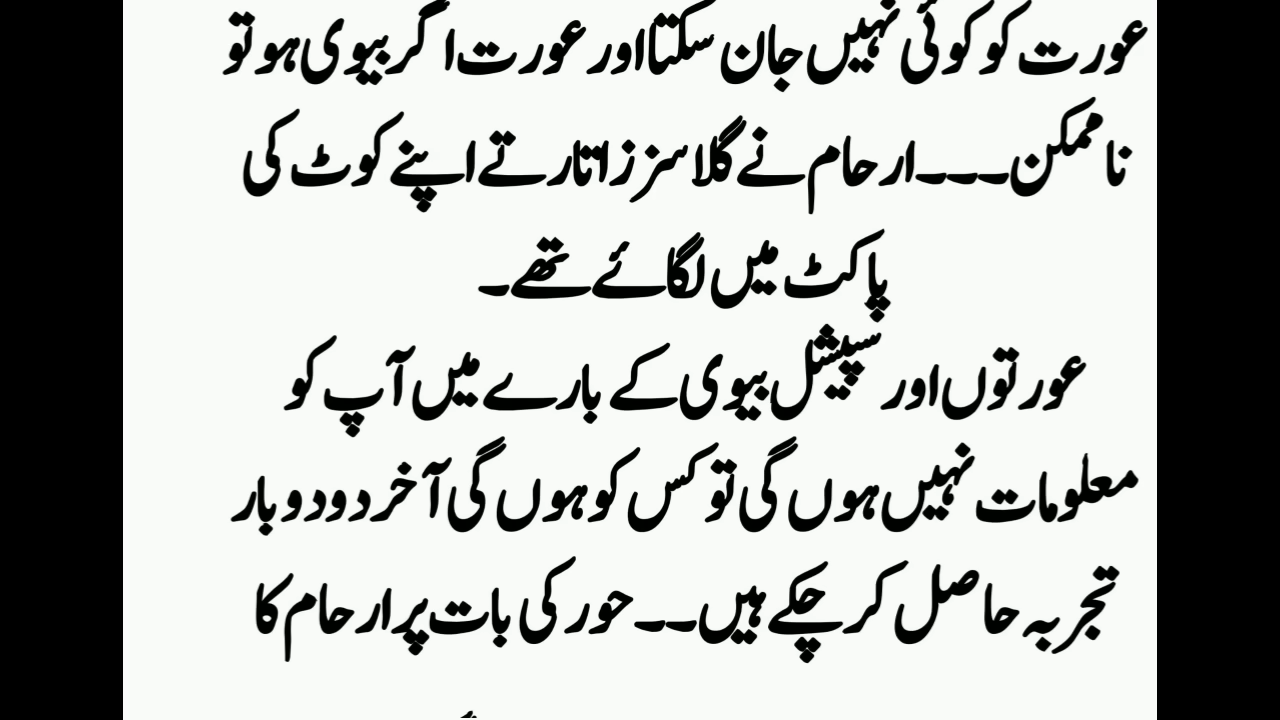 عورت کو کوئی نہیں جان سکتا اور عورت اگر بیوی ہو تو
ناممکن۔۔۔ ارحام نے گلاسز زاتارتے اپنے کوٹ کی
پاکٹ میں لگائے تھے۔
عورتوں اور سپیشل بیوی کے بارے میں آپ کو
معلومات نہیں ہوں گی تو کس کو ہوں گی آخر دو دو بار
تجربہ حاصل کر چکے ہیں۔۔ حور کی بات پر ارحام کا